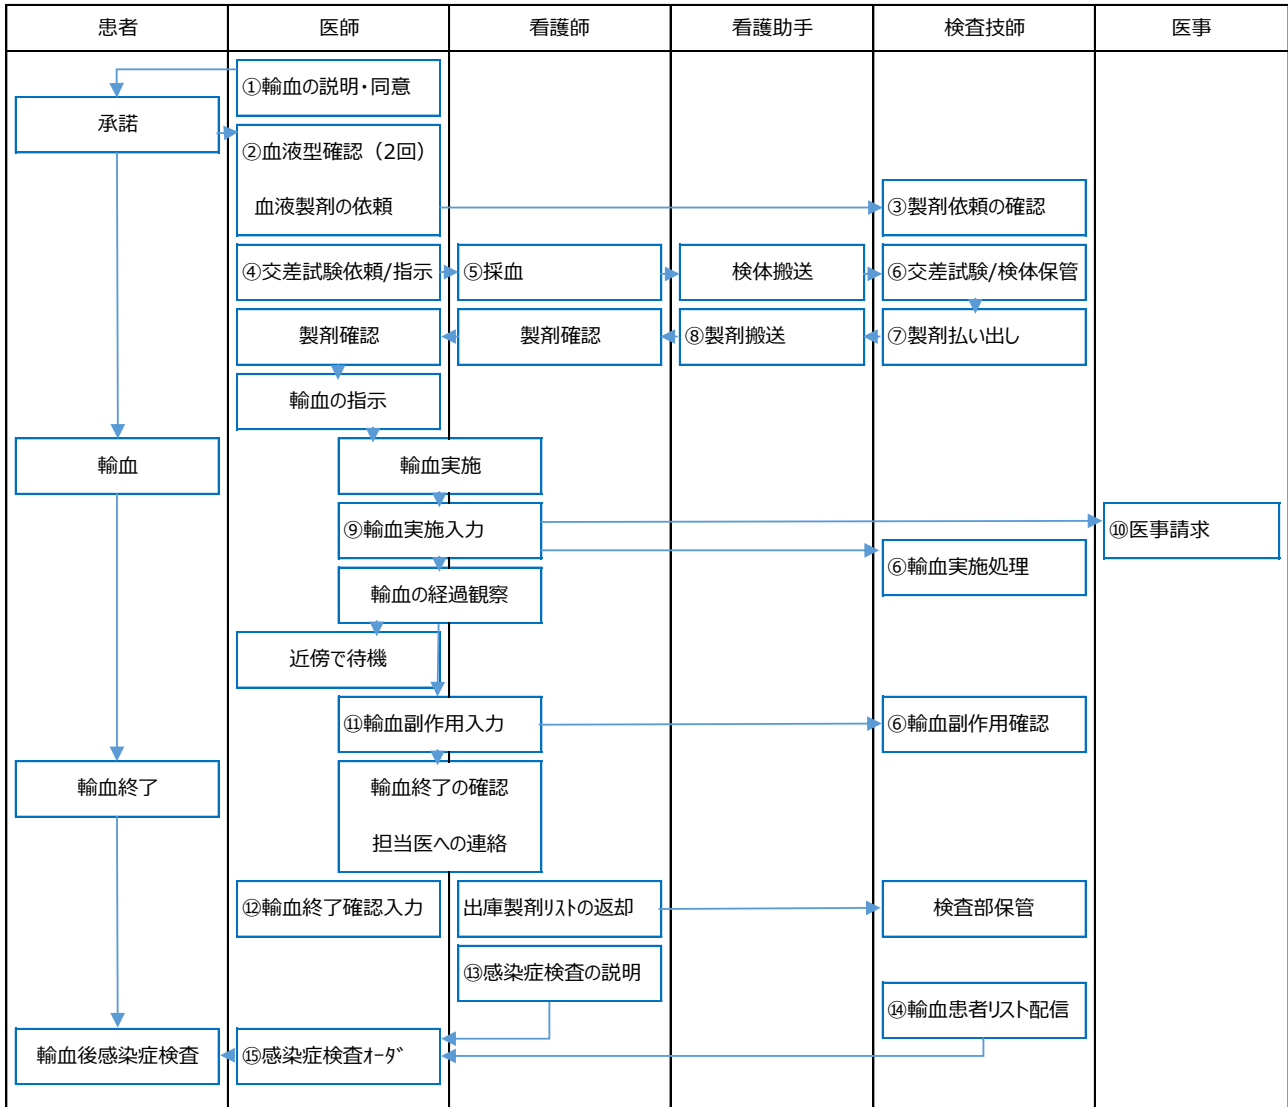 患者 医師 看護師 看護助手 検査技師 医事
①輸血の説明・同意
承諾
②血液型確認（2回）
血液製剤の依頼 ③製剤依頼の確認
④交差試験依頼/指示 ⑤採血 検体搬送 ⑥交差試験/検体保管
製剤確認 製剤確認 ⑧製剤搬送 ⑦製剤払い出し
輸血の指示
輸血 輸血実施
⑨輸血実施入力 ⑩医事請求
⑥輸血実施処理
輸血の経過観察
近傍で待機
⑪輸血副作用入力 ⑥輸血副作用確認
輸血終了 輸血終了の確認
担当医への連絡
⑫輸血終了確認入力 出庫製剤ﾘｽﾄの返却 検査部保管
⑬感染症検査の説明
⑭輸血患者ﾘｽﾄ配信
輸血後感染症検査 ⑮感染症検査ｵｰﾀﾞ